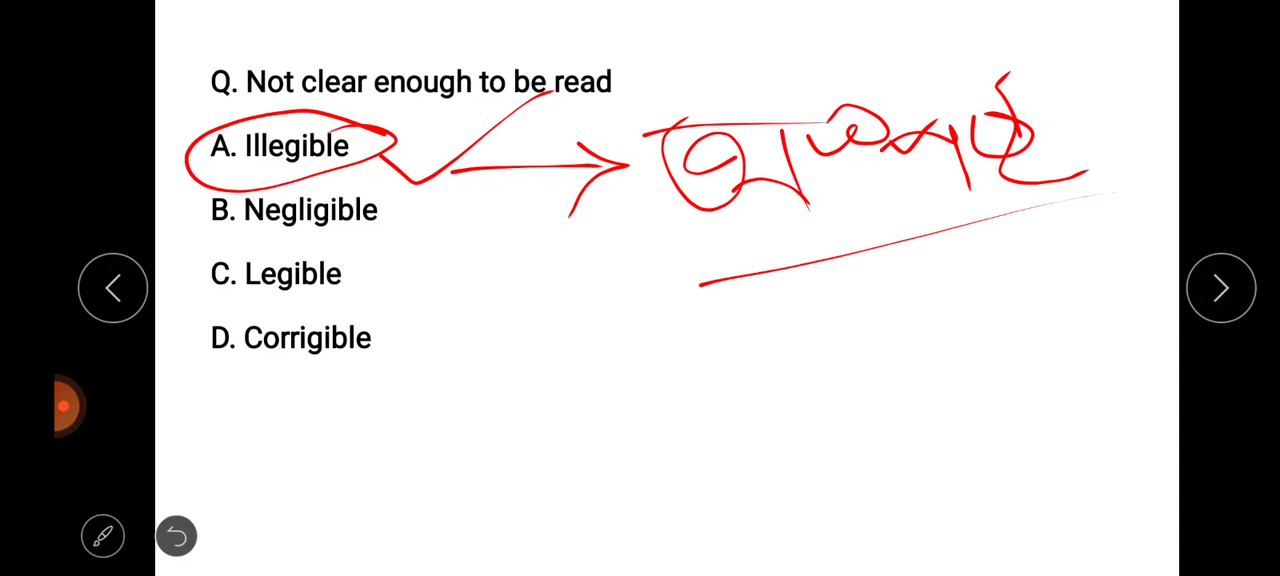 Q. Not clear enough to be read
A. Illegible
B. Negligible
C. Legible
D. Corrigible